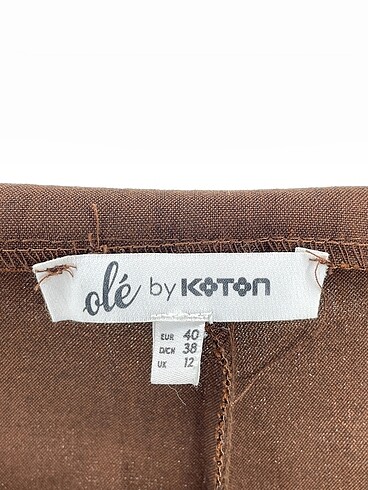 olé by KOTON
EUR 40
D/CH 38
UK 12